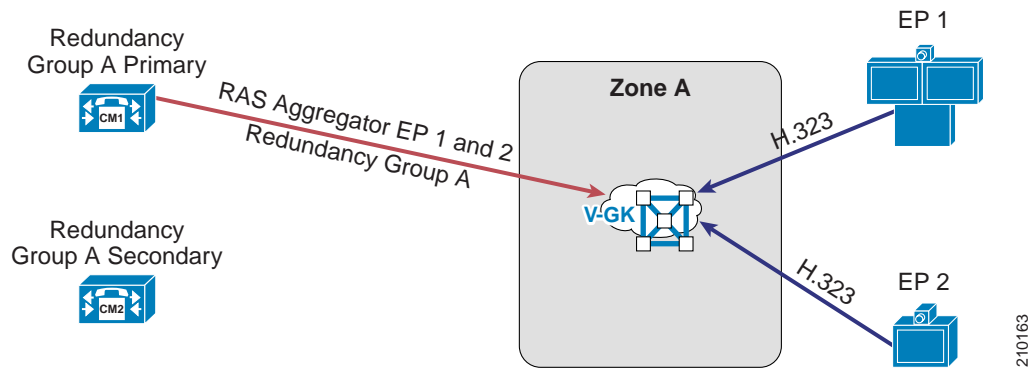 Redundancy
Group A Primary
CM1
RAS Aggregator EP 1 and 2
Redundancy Group A
Redundancy
Group A Secondary
CM2
Zone A
V-GK
H.323
H.323
EP 1
EP 2
210163